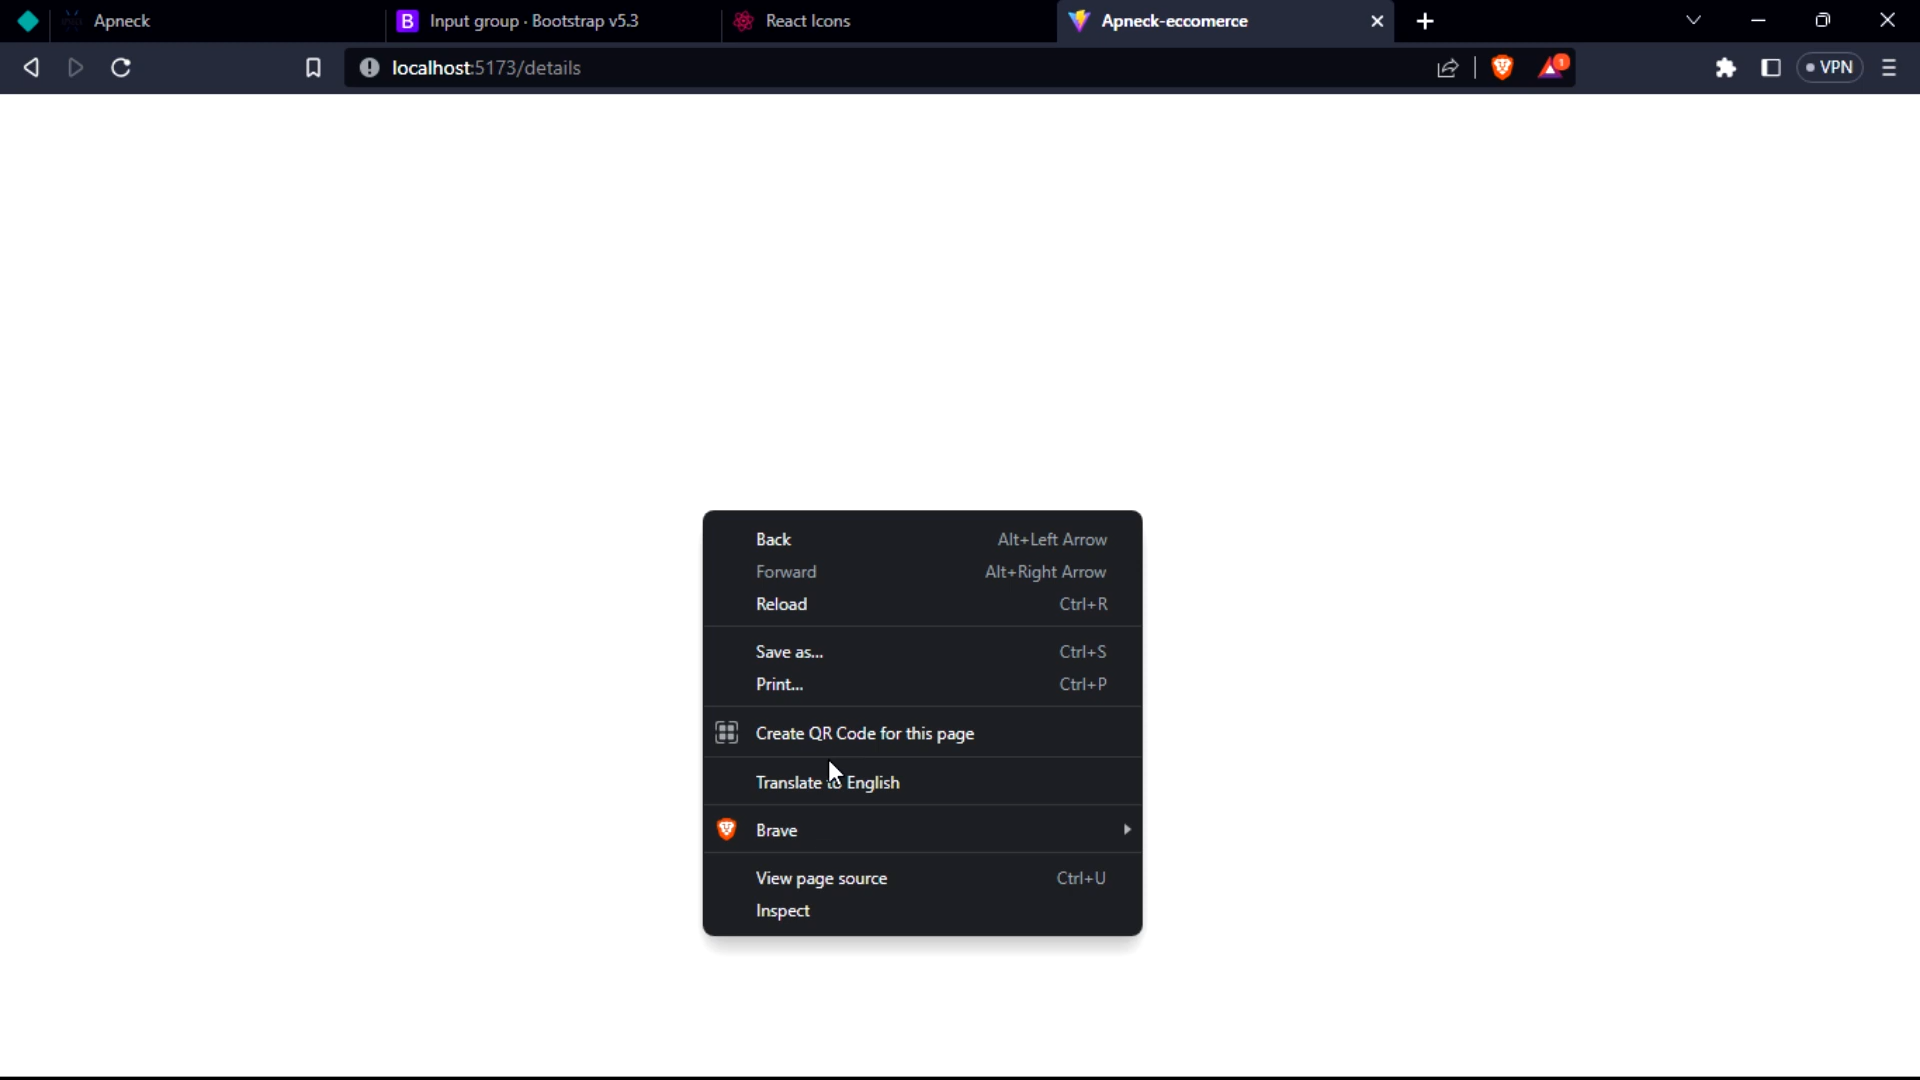 Apneck
Input group · Bootstrap v5.3
React Icons
Apneck-eccomerce
localhost:5173/details
1
VPN
Back Alt+Left Arrow
Forward Alt+Right Arrow
Reload Ctrl+R
Save as... Ctrl+S
Print... Ctrl+P
Create QR Code for this page
Translate to English
Brave
View page source Ctrl+U
Inspect